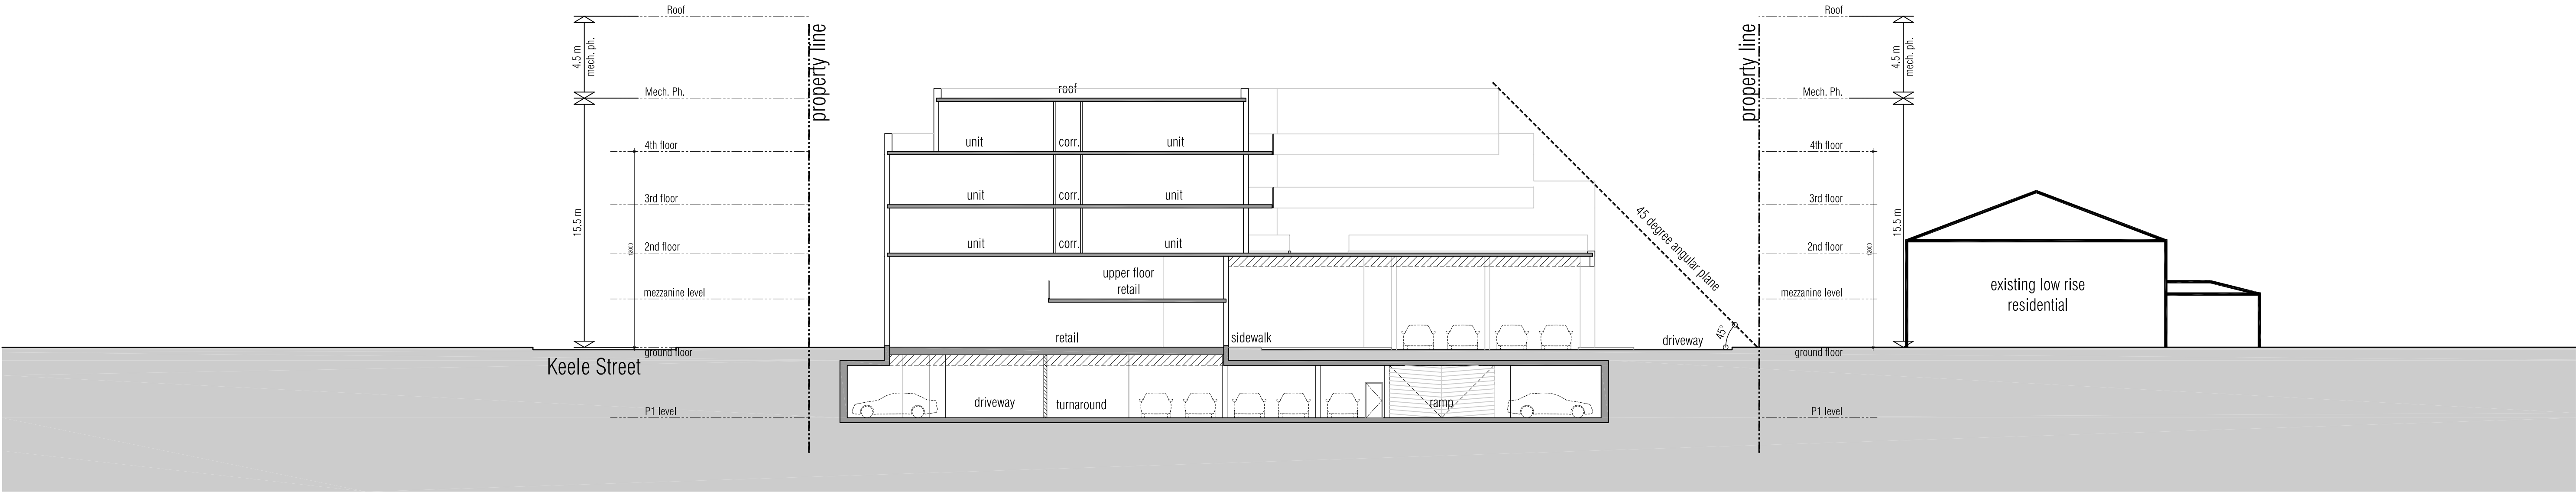 Roof
4.5 m
mech. ph.
Mech. Ph.
4th floor
3rd floor
15.5 m
2nd floor
mezzanine level
ground floor
Keele Street
P1 level
property line
roof
unit
corr.
unit
unit
corr.
unit
unit
corr.
unit
upper floor
retail
retail
sidewalk
driveway
turnaround
ramp
45 degree angular plane
45°
driveway
property line
Roof
4.5 m
mech. ph.
Mech. Ph.
4th floor
3rd floor
15.5 m
2nd floor
mezzanine level
ground floor
P1 level
existing low rise
residential